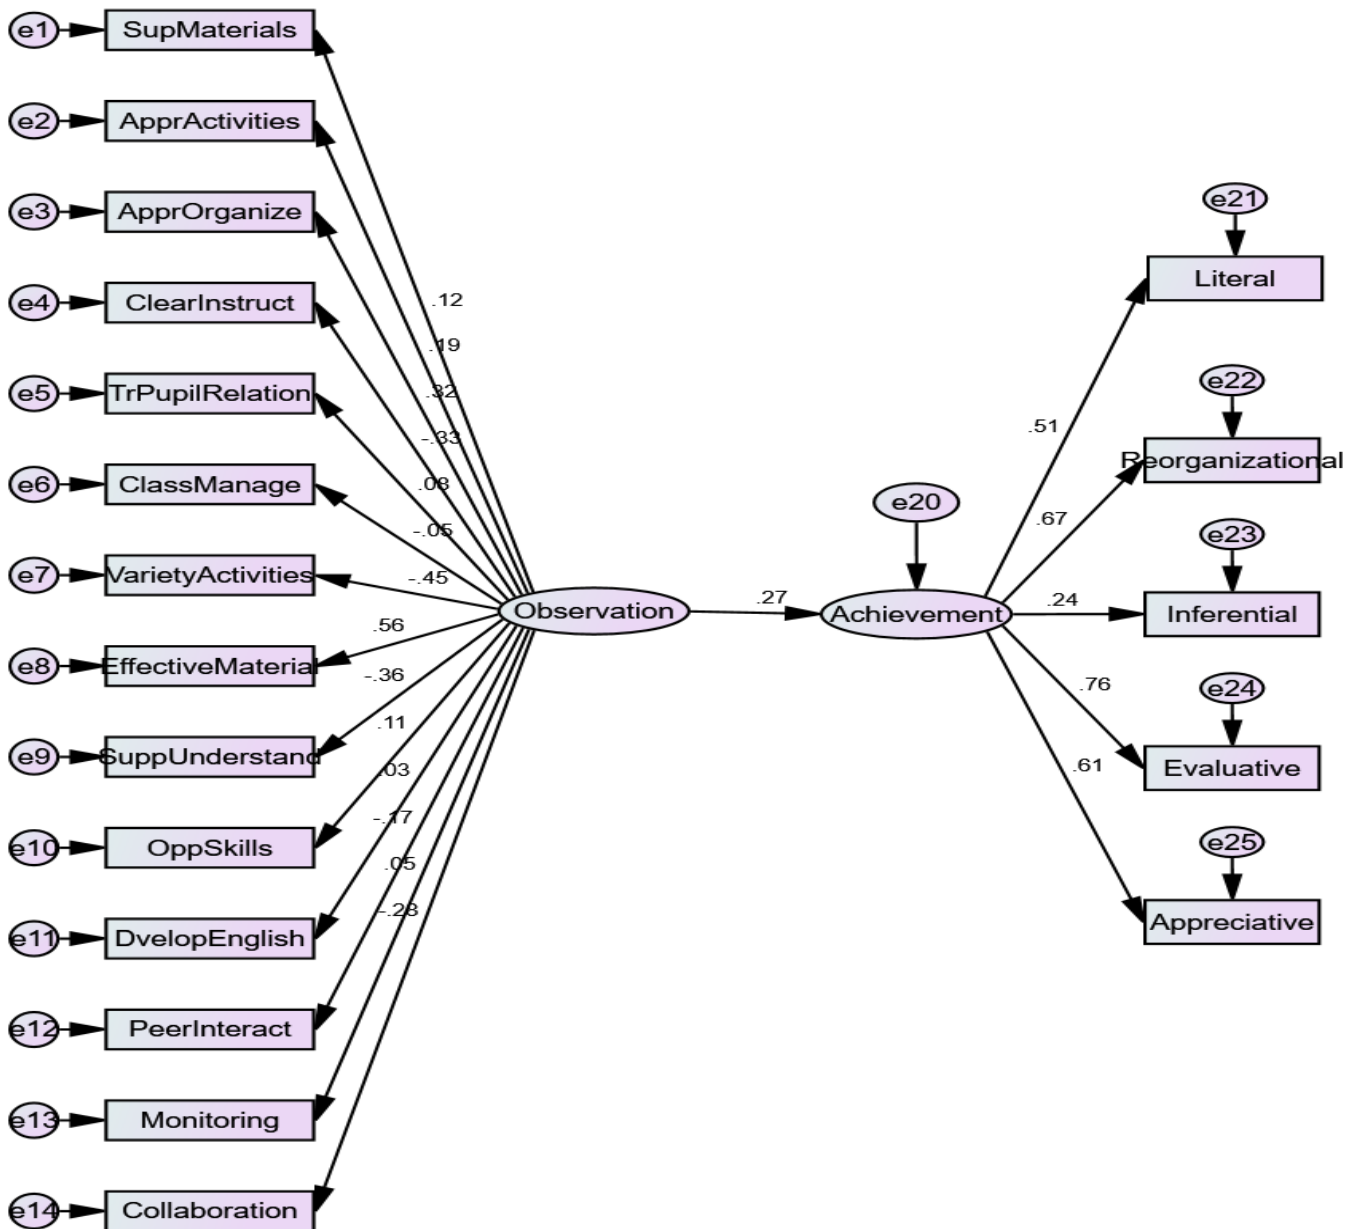 e1
SupMaterials
e2
ApprActivities
e3
ApprOrganize
e4
ClearInstruct
e5
TrPupilRelation
e6
ClassManage
e7
VarietyActivities
e8
EffectiveMaterial
e9
SuppUnderstand
e10
OppSkills
e11
DvelopEnglish
e12
PeerInteract
e13
Monitoring
e14
Collaboration
.12
.19
.32
-.33
.08
-.05
-.45
.56
-.36
.11
.03
-.17
.05
-.28
Observation
.27
e20
Achievement
.51
.67
.24
.76
.61
e21
Literal
e22
Reorganizational
e23
Inferential
e24
Evaluative
e25
Appreciative